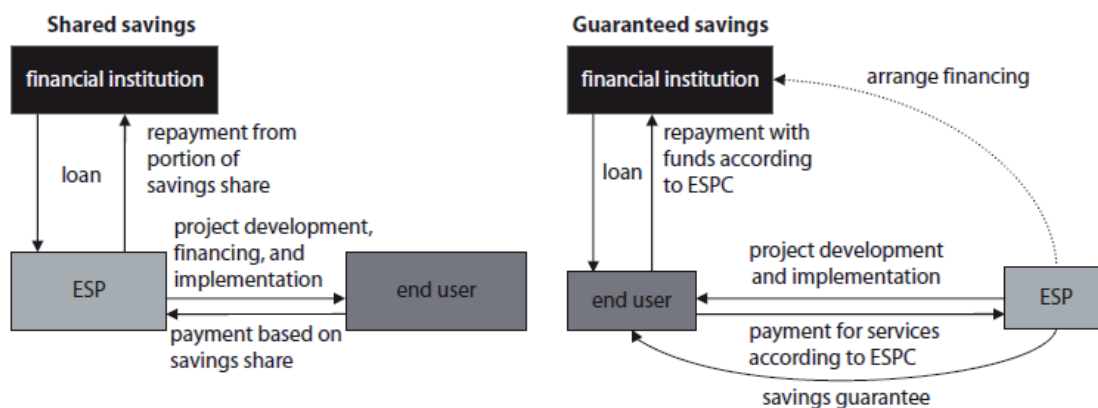 Shared savings
financial institution
loan
repayment from
portion of
savings share
project development,
financing, and
implementation
ESP
end user
payment based on
savings share
Guaranteed savings
financial institution
arrange financing
loan
repayment with
funds according
to ESPC
project development
and implementation
end user
ESP
payment for services
according to ESPC
savings guarantee